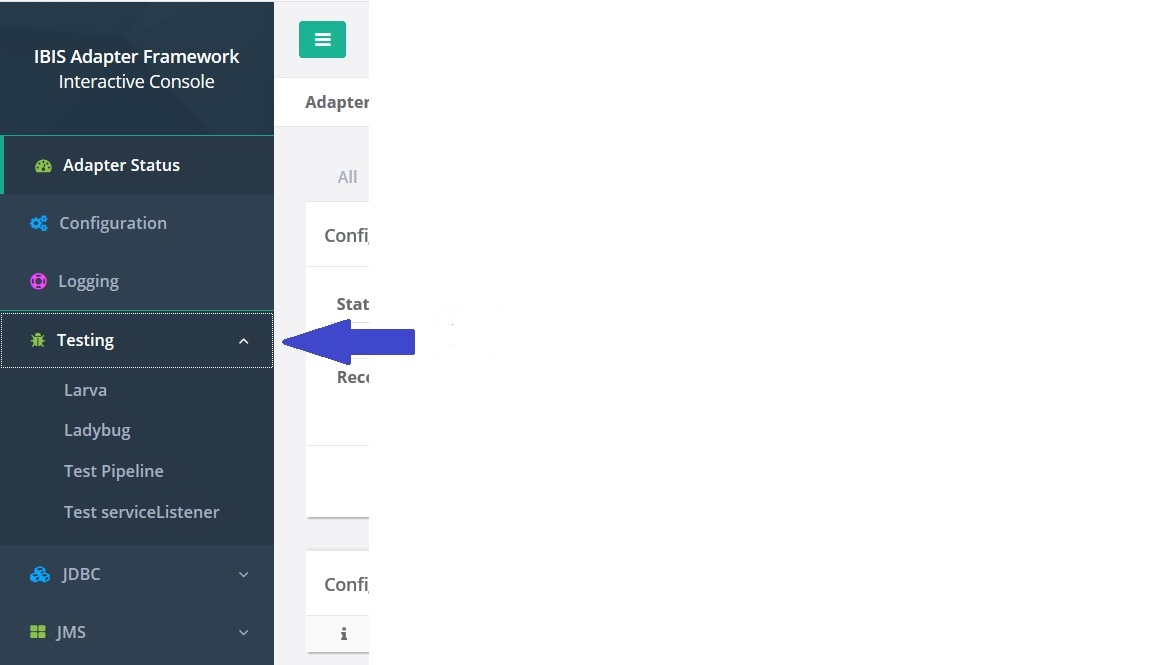 IBIS Adapter Framework
Interactive Console
Adapter Status
Configuration
Logging
Testing
Larva
Ladybug
Test Pipeline
Test serviceListener
JDBC
JMS
Adapter
All
Confi
Stat
Rece
Confi